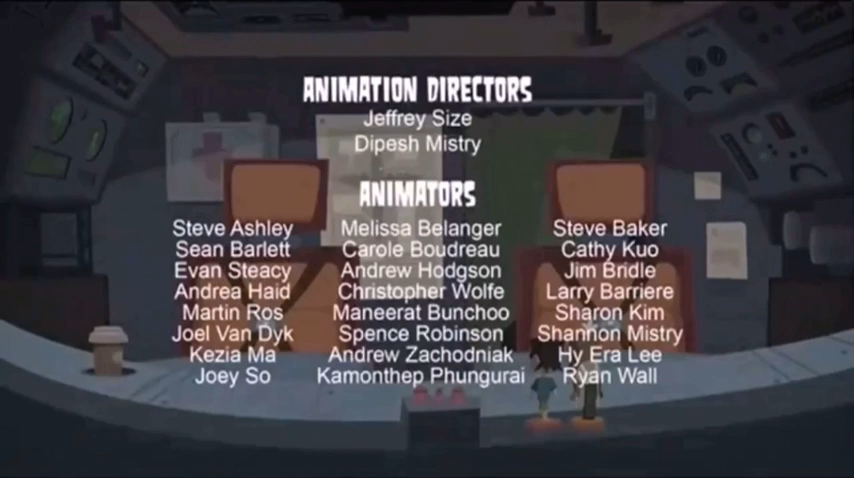 ANIMATION DIRECTORS
Jeffrey Size
Dipesh Mistry
ANIMATORS
Steve Ashley Melissa Belanger Steve Baker
Sean Barlett Carole Boudreau Cathy Kuo
Evan Steacy Andrew Hodgson Jim Bridle
Andrea Haid Christopher Wolfe Larry Barriere
Martin Ros Maneerat Bunchoo Sharon Kim
Joel Van Dyk Spence Robinson Shannon Mistry
Kezia Ma Andrew Zachodniak Hy Era Lee
Joey So Kamonthep Phungurai Ryan Wall